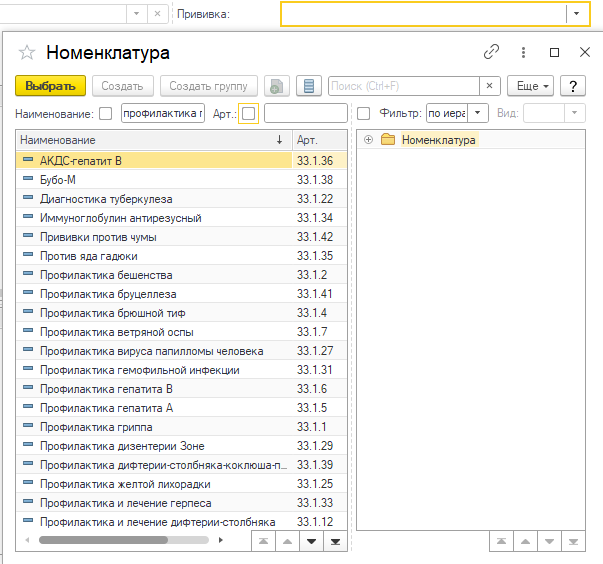 Прививка:
Номенклатура
Выбрать Создать Создать группу Поиск (Ctrl+F) × Еще ?
Наименование: профилактика г Арт.: Фильтр: по иера Вид:
Наименование ↓ Арт.
Номенклатура
АКДС-гепатит В 33.1.36
Бубо-М 33.1.38
Диагностика туберкулеза 33.1.22
Иммуноглобулин антирезусный 33.1.34
Прививки против чумы 33.1.42
Против яда гадюки 33.1.35
Профилактика бешенства 33.1.2
Профилактика бруцеллеза 33.1.41
Профилактика брюшной тиф 33.1.4
Профилактика ветряной оспы 33.1.7
Профилактика вируса папилломы человека 33.1.27
Профилактика гемофильной инфекции 33.1.31
Профилактика гепатита В 33.1.6
Профилактика гепатита А 33.1.5
Профилактика гриппа 33.1.1
Профилактика дизентерии Зоне 33.1.29
Профилактика дифтерии-столбняка-коклюша-п... 33.1.39
Профилактика желтой лихорадки 33.1.25
Профилактика и лечение герпеса 33.1.33
Профилактика и лечение дифтерия-столбняка 33.1.12